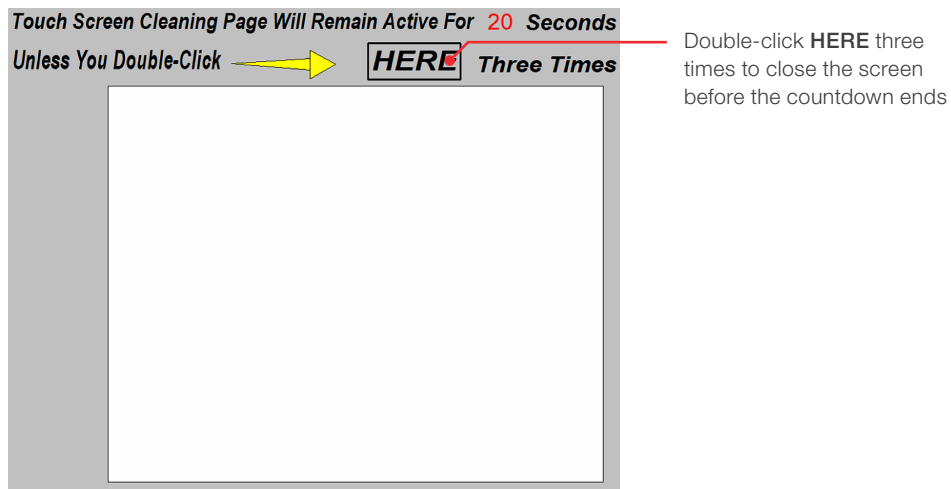 Touch Screen Cleaning Page Will Remain Active For 20 Seconds
Unless You Double-Click HERE Three Times
Double-click HERE three
times to close the screen
before the countdown ends